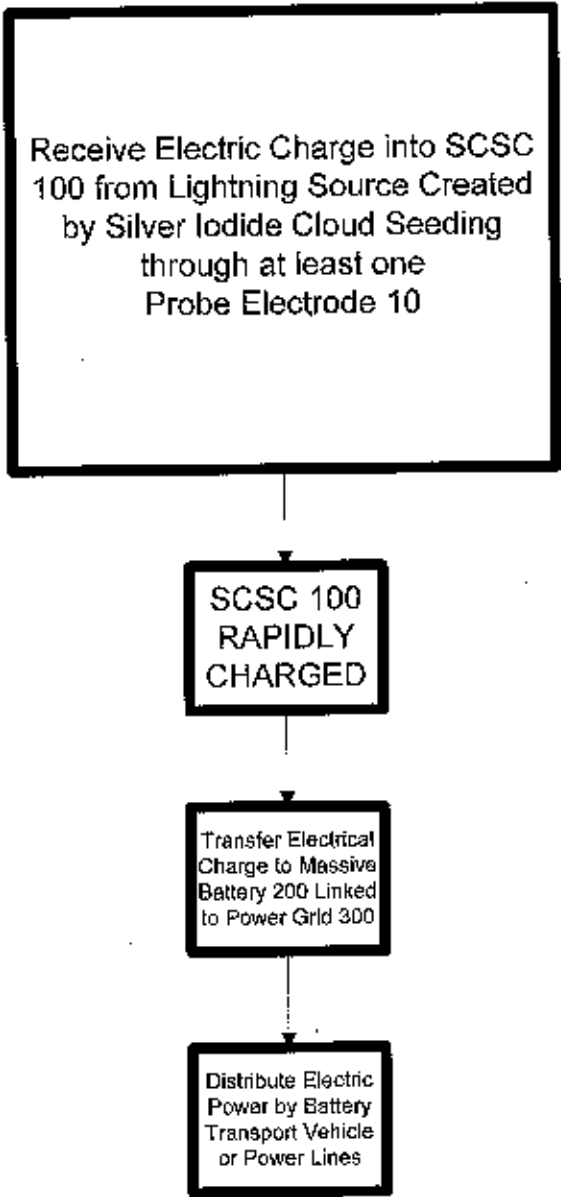 Receive Electric Charge into SCSC
100 from Lightning Source Created
by Silver Iodide Cloud Seeding
through at least one
Probe Electrode 10
SCSC 100
RAPIDLY
CHARGED
Transfer Electrical
Charge to Massive
Battery 200 Linked
to Power Grid 300
Distribute Electric
Power by Battery
Transport Vehicle
or Power Lines